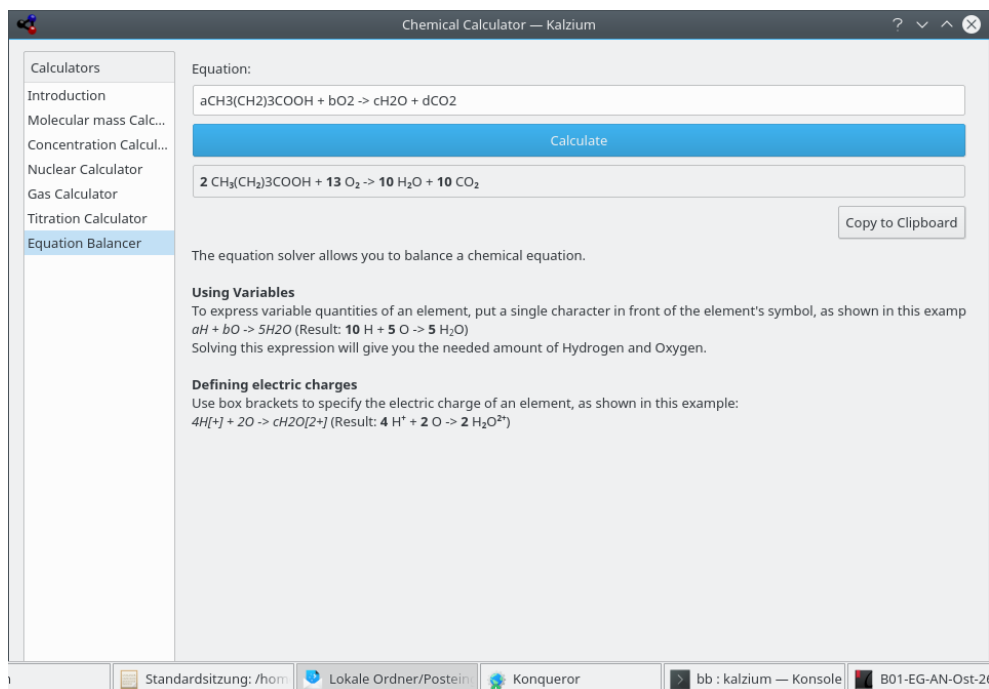 Chemical Calculator — Kalzium
Calculators
Introduction
Molecular mass Calc...
Concentration Calcul...
Nuclear Calculator
Gas Calculator
Titration Calculator
Equation Balancer
Equation:
aCH3(CH2)3COOH + bO2 -> cH2O + dCO2
Calculate
2 CH₃(CH₂)3COOH + 13 O₂ -> 10 H₂O + 10 CO₂
Copy to Clipboard
The equation solver allows you to balance a chemical equation.
Using Variables
To express variable quantities of an element, put a single character in front of the element's symbol, as shown in this examp
aH + bO -> 5H2O (Result: 10 H + 5 O -> 5 H₂O)
Solving this expression will give you the needed amount of Hydrogen and Oxygen.
Defining electric charges
Use box brackets to specify the electric charge of an element, as shown in this example:
4H[+] + 2O -> cH2O[2+] (Result: 4 H⁺ + 2 O -> 2 H₂O²⁺)
Standardsitzung: /hom
Lokale Ordner/Postein
Konqueror
bb : kalzium — Konsole
B01-EG-AN-Ost-26